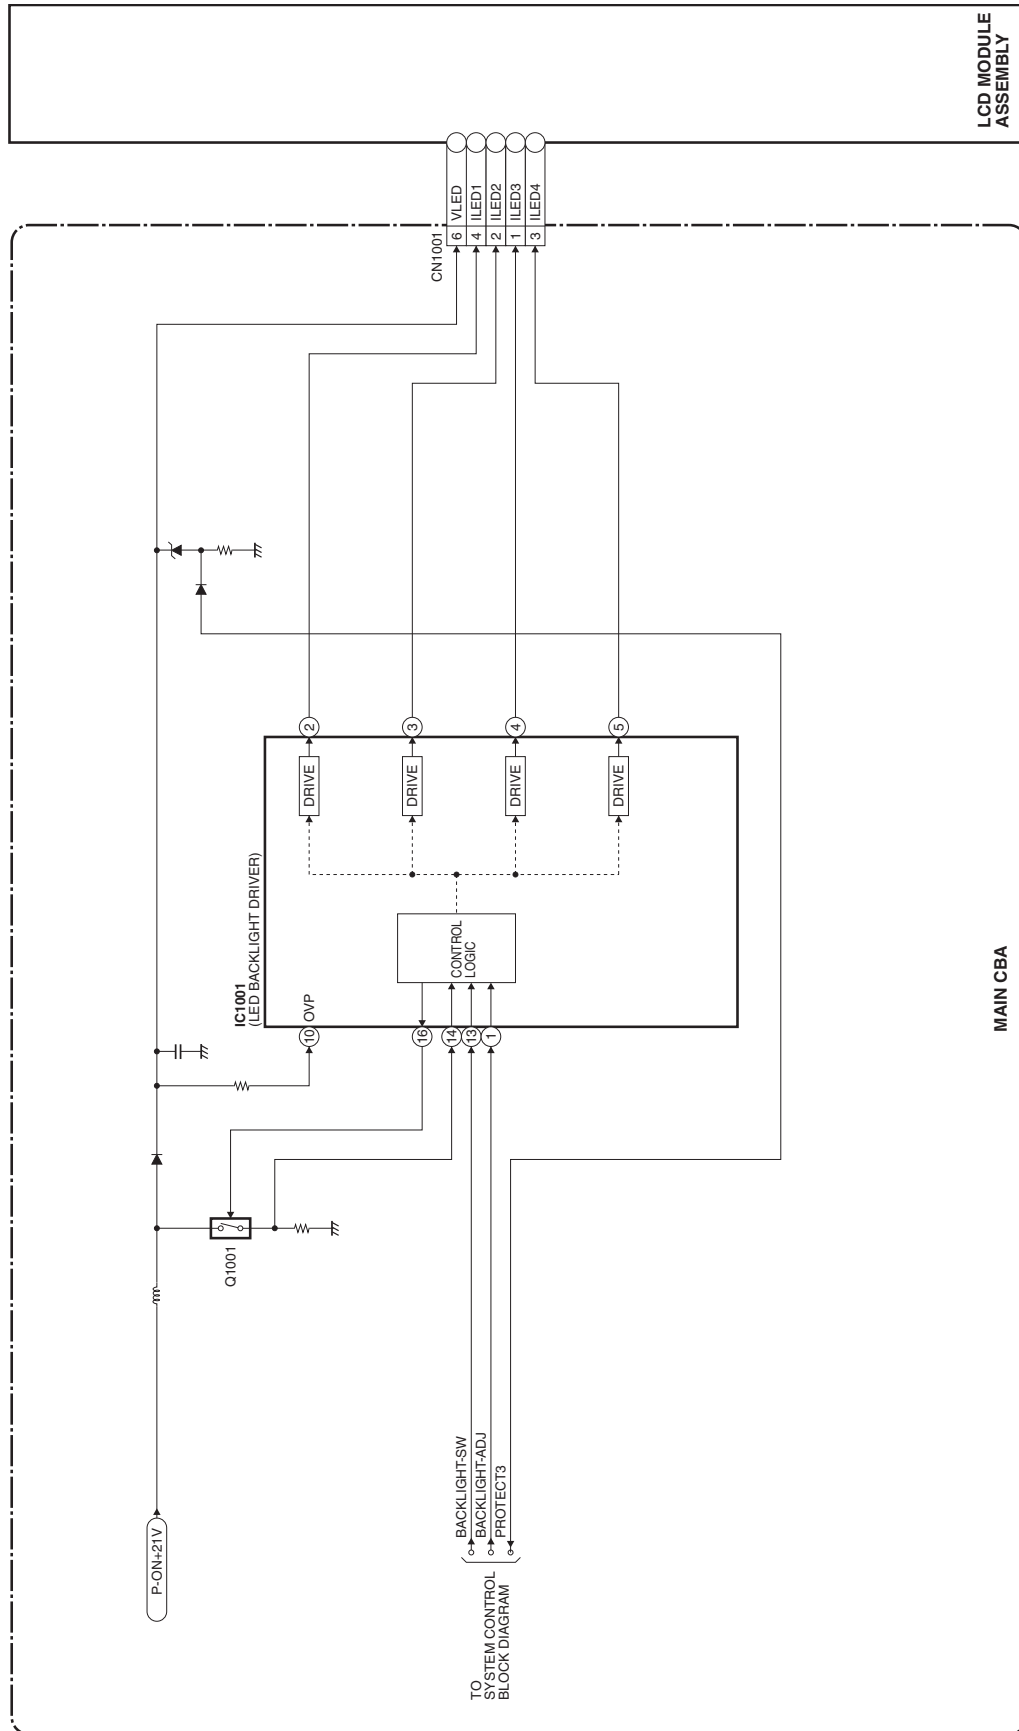 LCD MODULE
ASSEMBLY
CN1001
6 VLED
4 ILED1
2 ILED2
1 ILED3
3 ILED4
2
3
4
5
DRIVE
DRIVE
DRIVE
DRIVE
IC1001
(LED BACKLIGHT DRIVER)
CONTROL
LOGIC
10 OVP
16
14
13
1
Q1001
MAIN CBA
P-ON+21V
BACKLIGHT-SW
BACKLIGHT-ADJ
PROTECT3
TO
SYSTEM CONTROL
BLOCK DIAGRAM